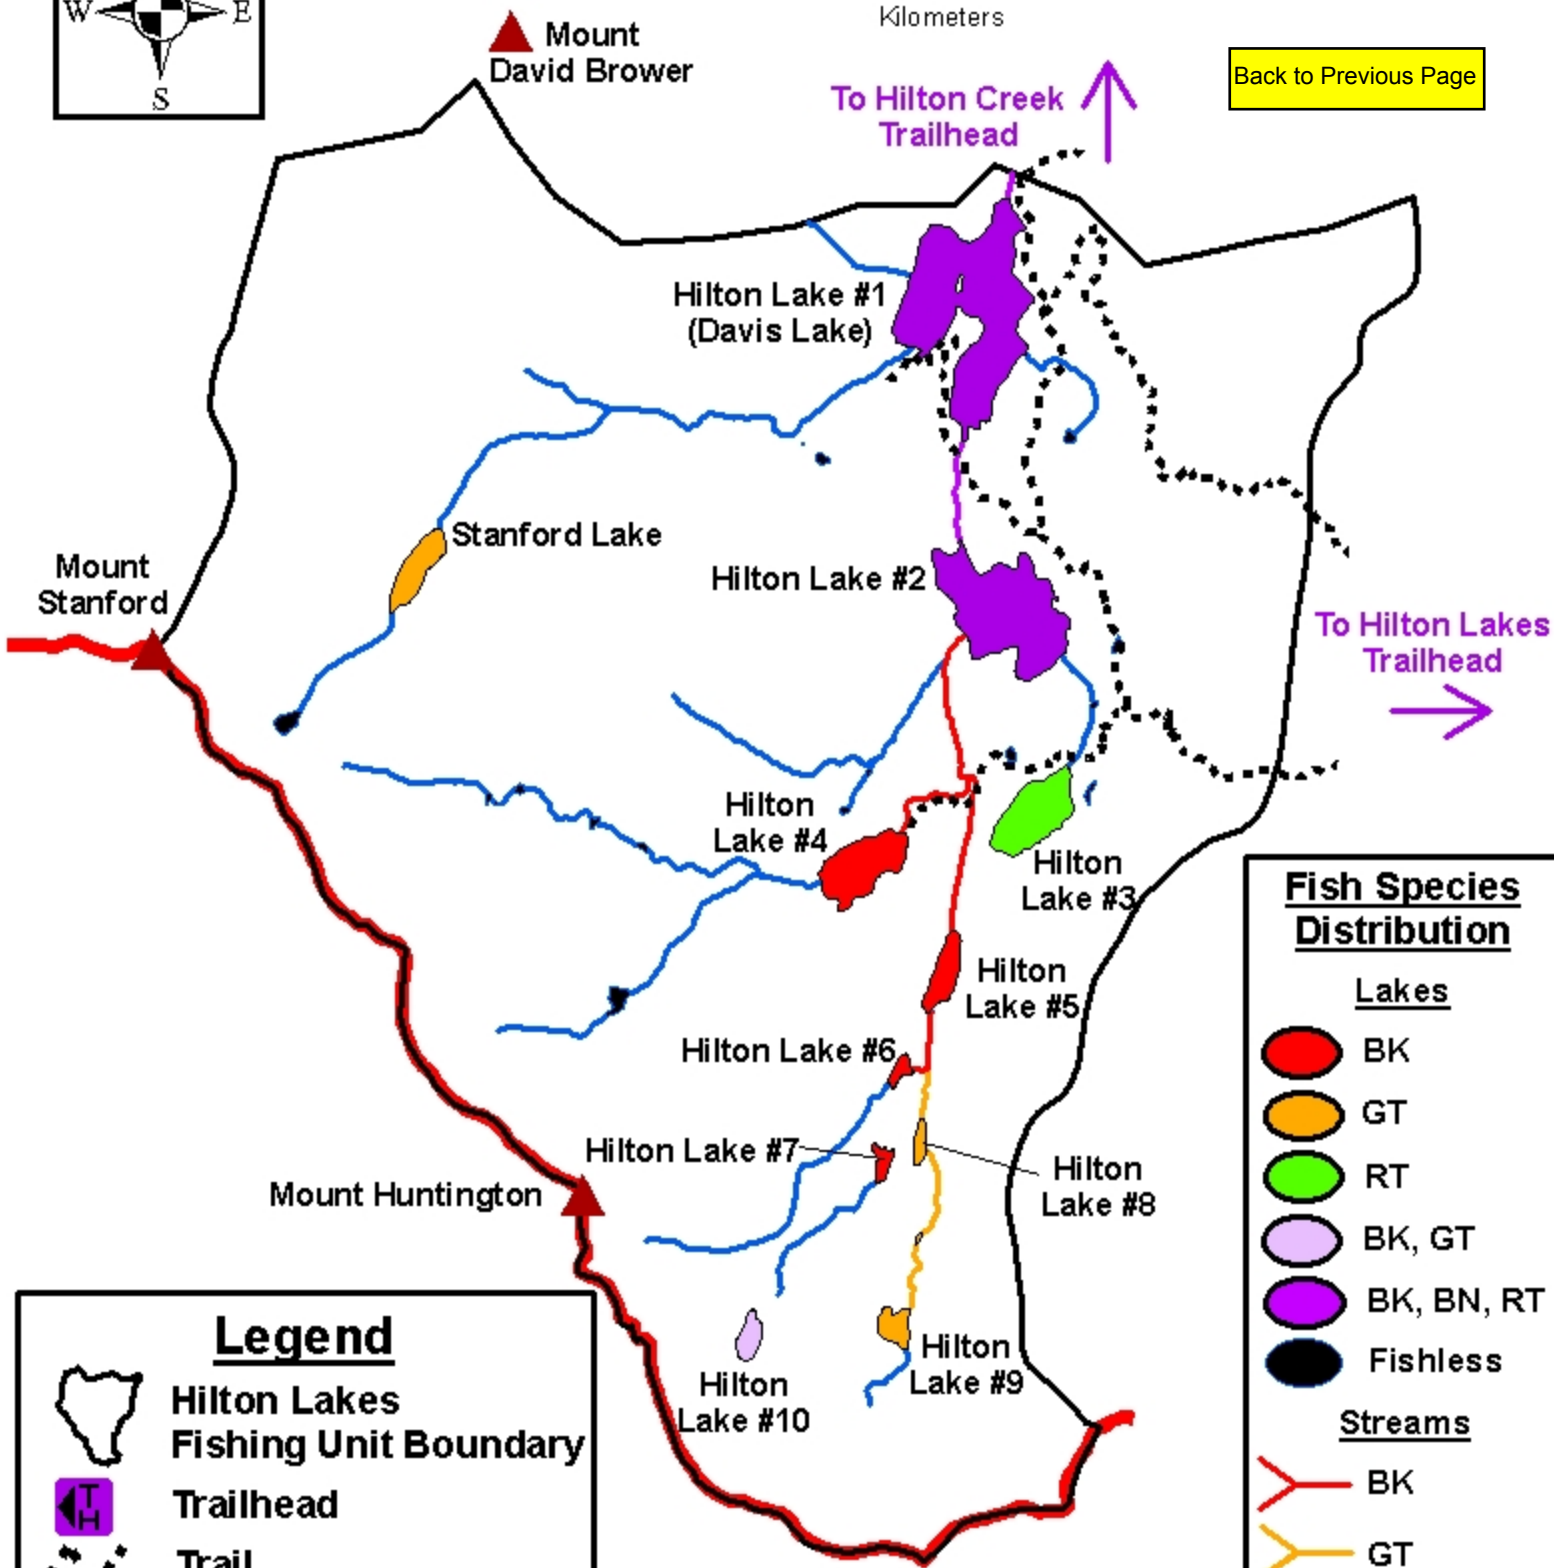 W E
S
Mount
David Brower
Kilometers
Back to Previous Page
To Hilton Creek
Trailhead
Hilton Lake #1
(Davis Lake)
Stanford Lake
Hilton Lake #2
Mount
Stanford
To Hilton Lakes
Trailhead
Hilton
Lake #4
Hilton
Lake #3
Hilton
Lake #5
Hilton Lake #6
Hilton Lake #7
Hilton
Lake #8
Mount Huntington
Hilton
Lake #9
Hilton
Lake #10
Fish Species
Distribution
Lakes
BK
GT
RT
BK, GT
BK, BN, RT
Fishless
Streams
BK
GT
Legend
Hilton Lakes
Fishing Unit Boundary
TH
Trailhead
Trail